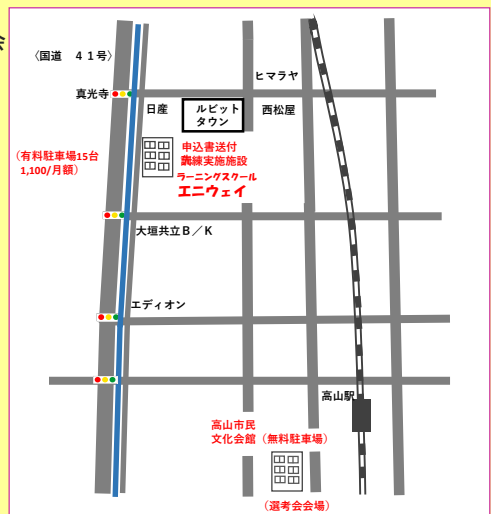 会
〈国道 ４１号〉
ヒマラヤ
真光寺
日産
ルビット
タウン
西松屋
申込書送付
訓練実施施設
ラーニングスクール
エニウェイ
（有料駐車場15台
1,100/月額）
大垣共立Ｂ／Ｋ
エディオン
高山駅
高山市民
文化会館（無料駐車場）
（選考会会場）